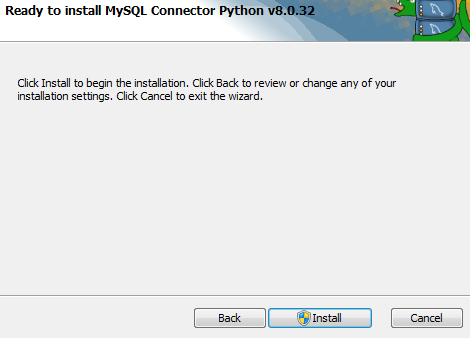 Ready to install MySQL Connector Python v8.0.32
Click Install to begin the installation. Click Back to review or change any of your
installation settings. Click Cancel to exit the wizard.
Back
Install
Cancel